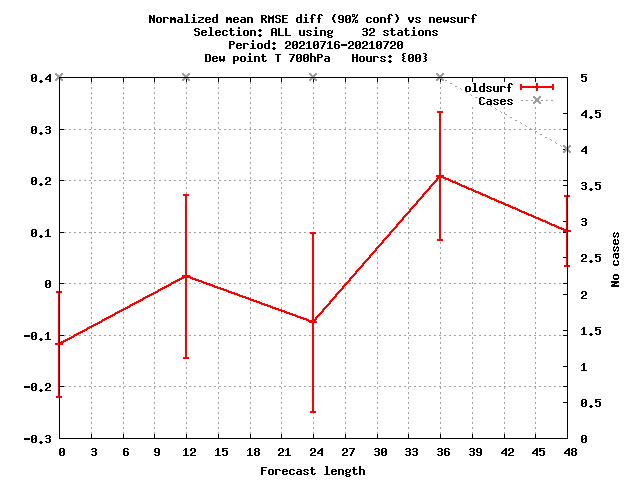 Normalized mean RMSE diff (90% conf) vs newsurf
Selection: ALL using    32 stations
Period: 20210716-20210720
Dew point T 700hPa   Hours: {00}
oldsurf
Cases
0.4
0.3
0.2
0.1
0
-0.1
-0.2
-0.3
5
4.5
4
3.5
3
2.5
2
1.5
1
0.5
0
No cases
0 3 6 9 12 15 18 21 24 27 30 33 36 39 42 45 48
Forecast length